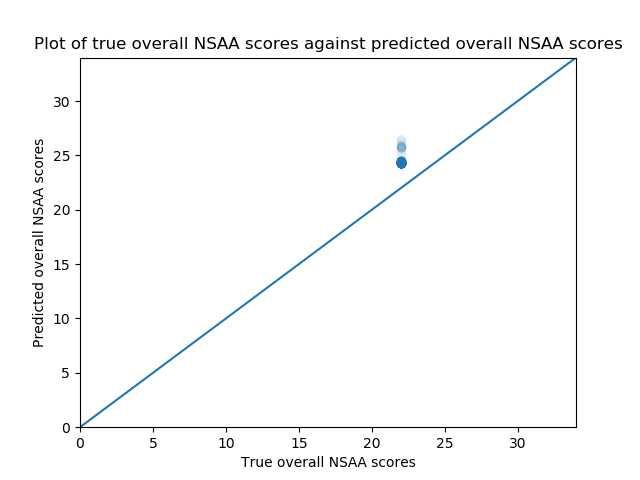 Plot of true overall NSAA scores against predicted overall NSAA scores
30
25
20
15
10
5
0
Predicted overall NSAA scores
0 5 10 15 20 25 30
True overall NSAA scores